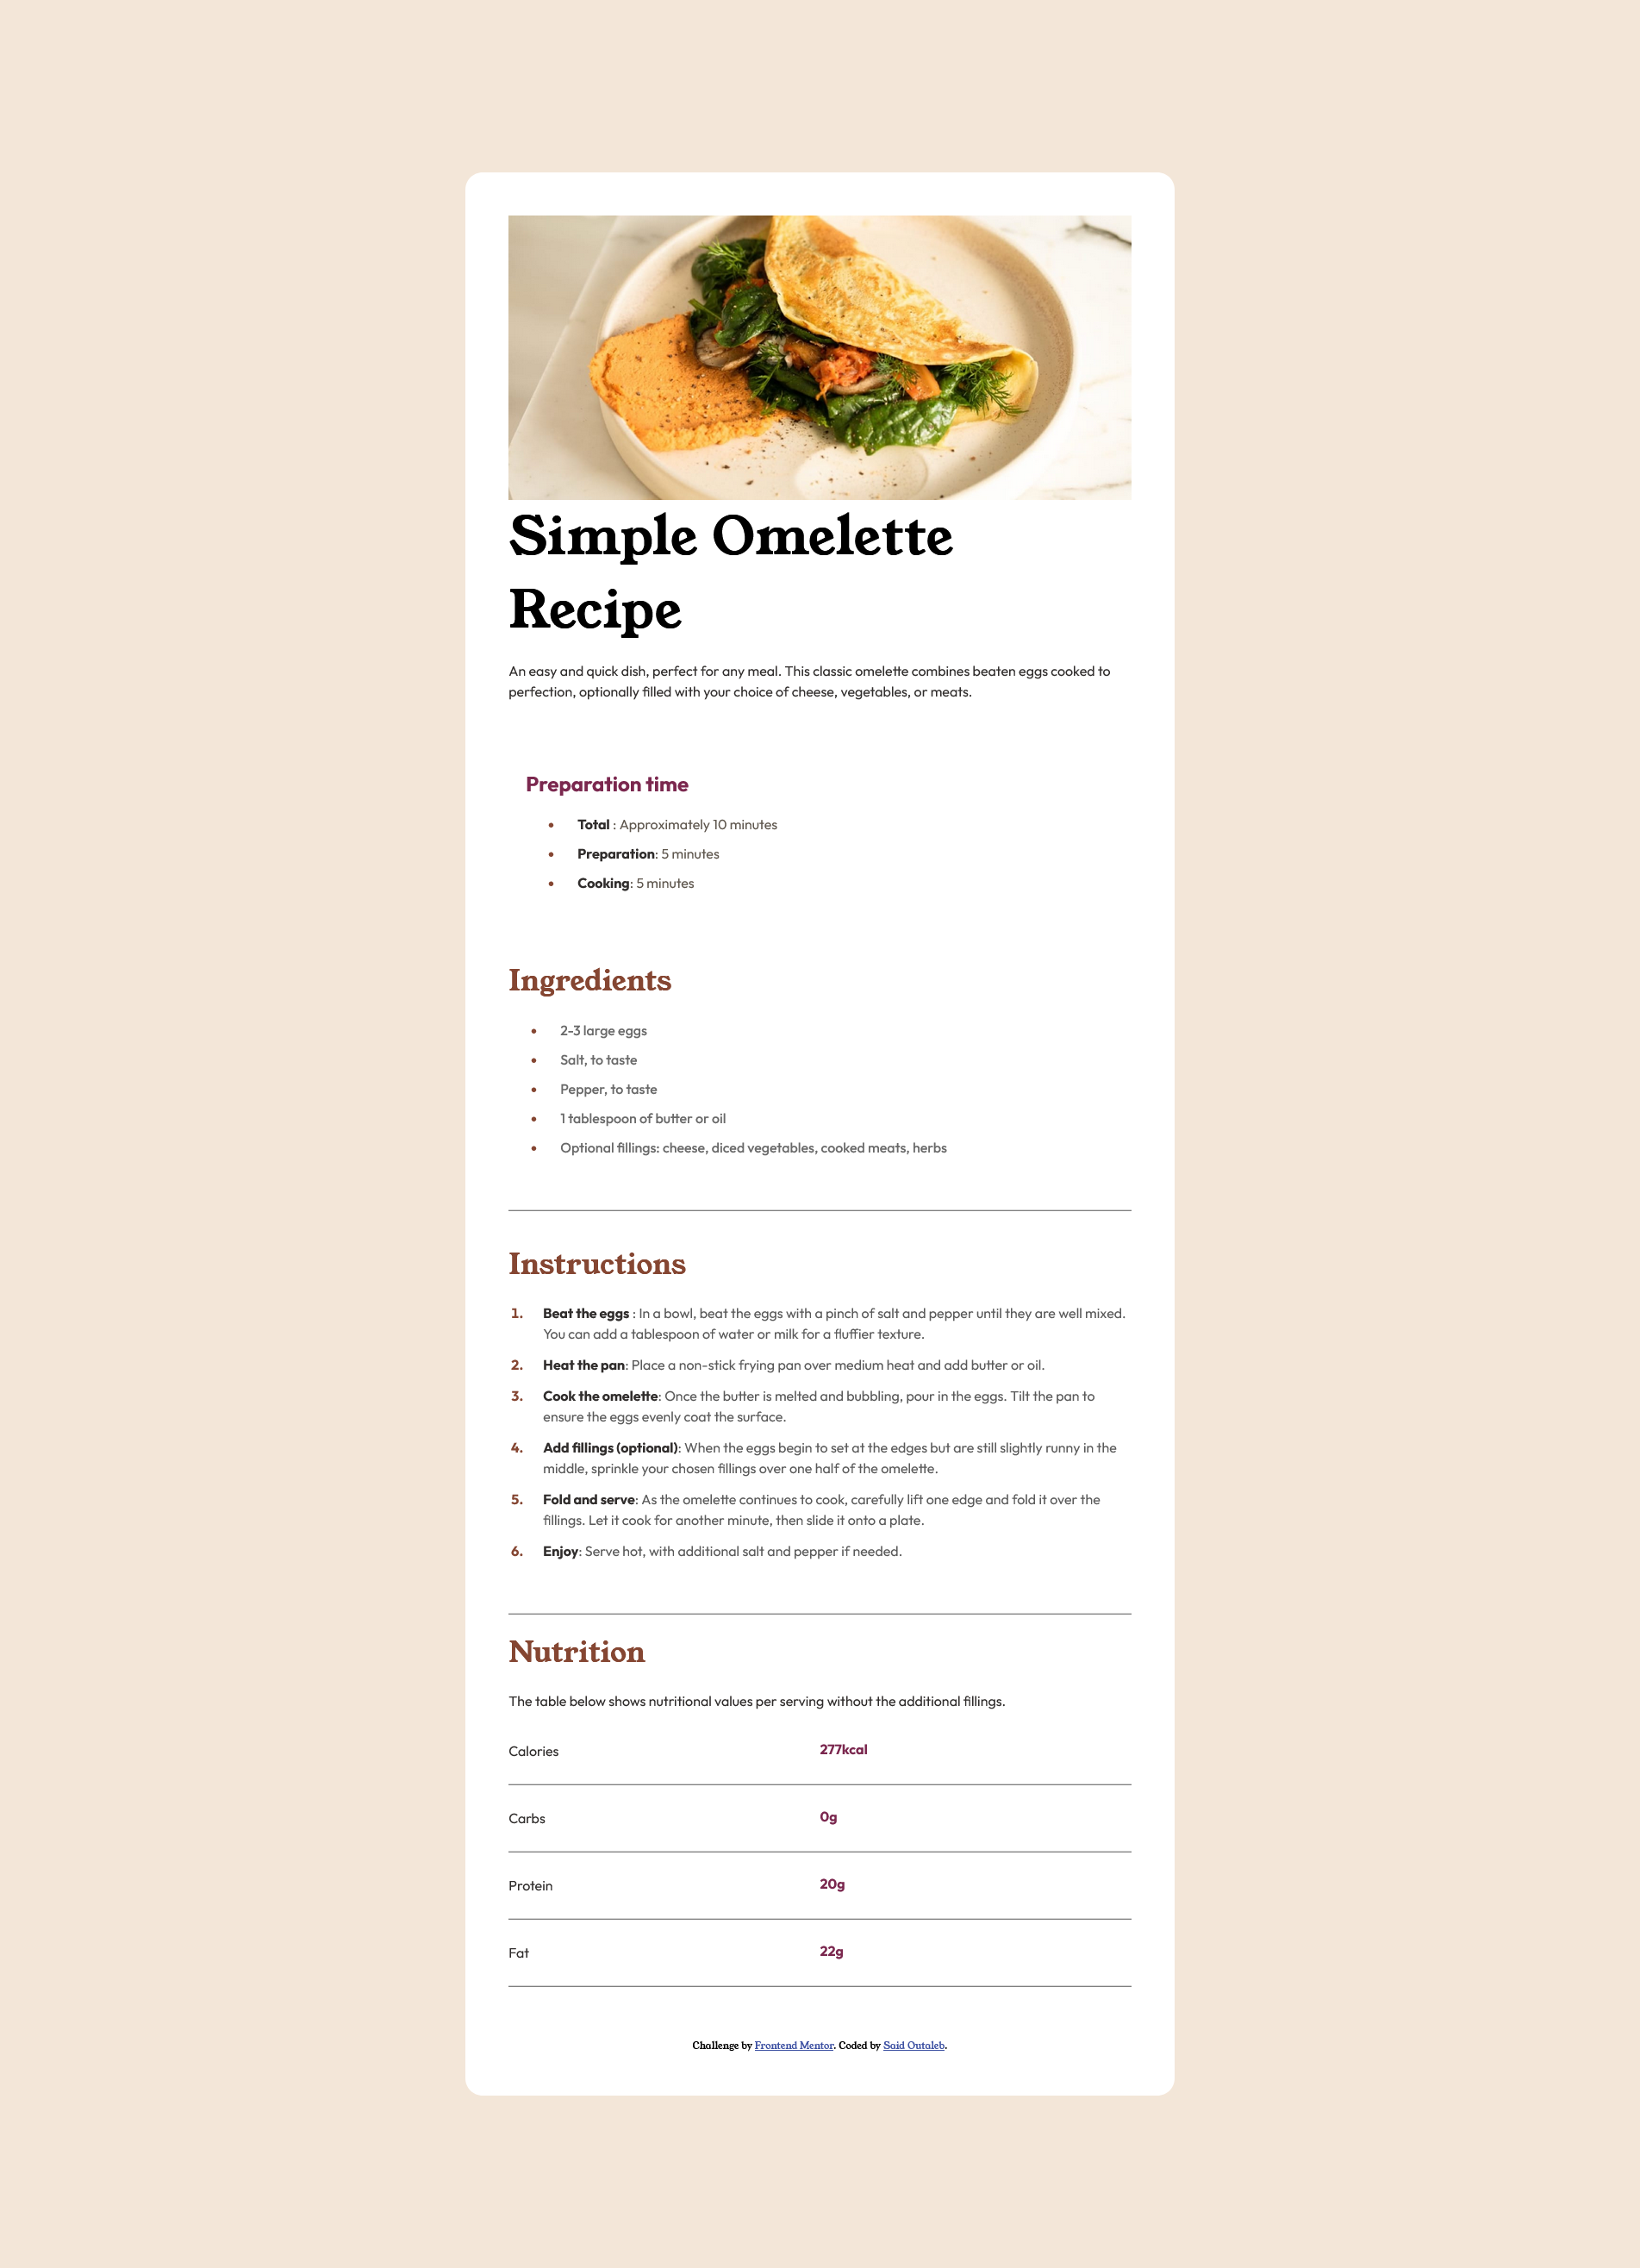 Simple Omelette
Recipe
An easy and quick dish, perfect for any meal. This classic omelette combines beaten eggs cooked to
perfection, optionally filled with your choice of cheese, vegetables, or meats.
Preparation time
• Total : Approximately 10 minutes
• Preparation: 5 minutes
• Cooking: 5 minutes
Ingredients
• 2-3 large eggs
• Salt, to taste
• Pepper, to taste
• 1 tablespoon of butter or oil
• Optional fillings: cheese, diced vegetables, cooked meats, herbs
Instructions
1. Beat the eggs : In a bowl, beat the eggs with a pinch of salt and pepper until they are well mixed.
You can add a tablespoon of water or milk for a fluffier texture.
2. Heat the pan: Place a non-stick frying pan over medium heat and add butter or oil.
3. Cook the omelette: Once the butter is melted and bubbling, pour in the eggs. Tilt the pan to
ensure the eggs evenly coat the surface.
4. Add fillings (optional): When the eggs begin to set at the edges but are still slightly runny in the
middle, sprinkle your chosen fillings over one half of the omelette.
5. Fold and serve: As the omelette continues to cook, carefully lift one edge and fold it over the
fillings. Let it cook for another minute, then slide it onto a plate.
6. Enjoy: Serve hot, with additional salt and pepper if needed.
Nutrition
The table below shows nutritional values per serving without the additional fillings.
Calories 277kcal
Carbs 0g
Protein 20g
Fat 22g
Challenge by Frontend Mentor. Coded by Said Outaleb.